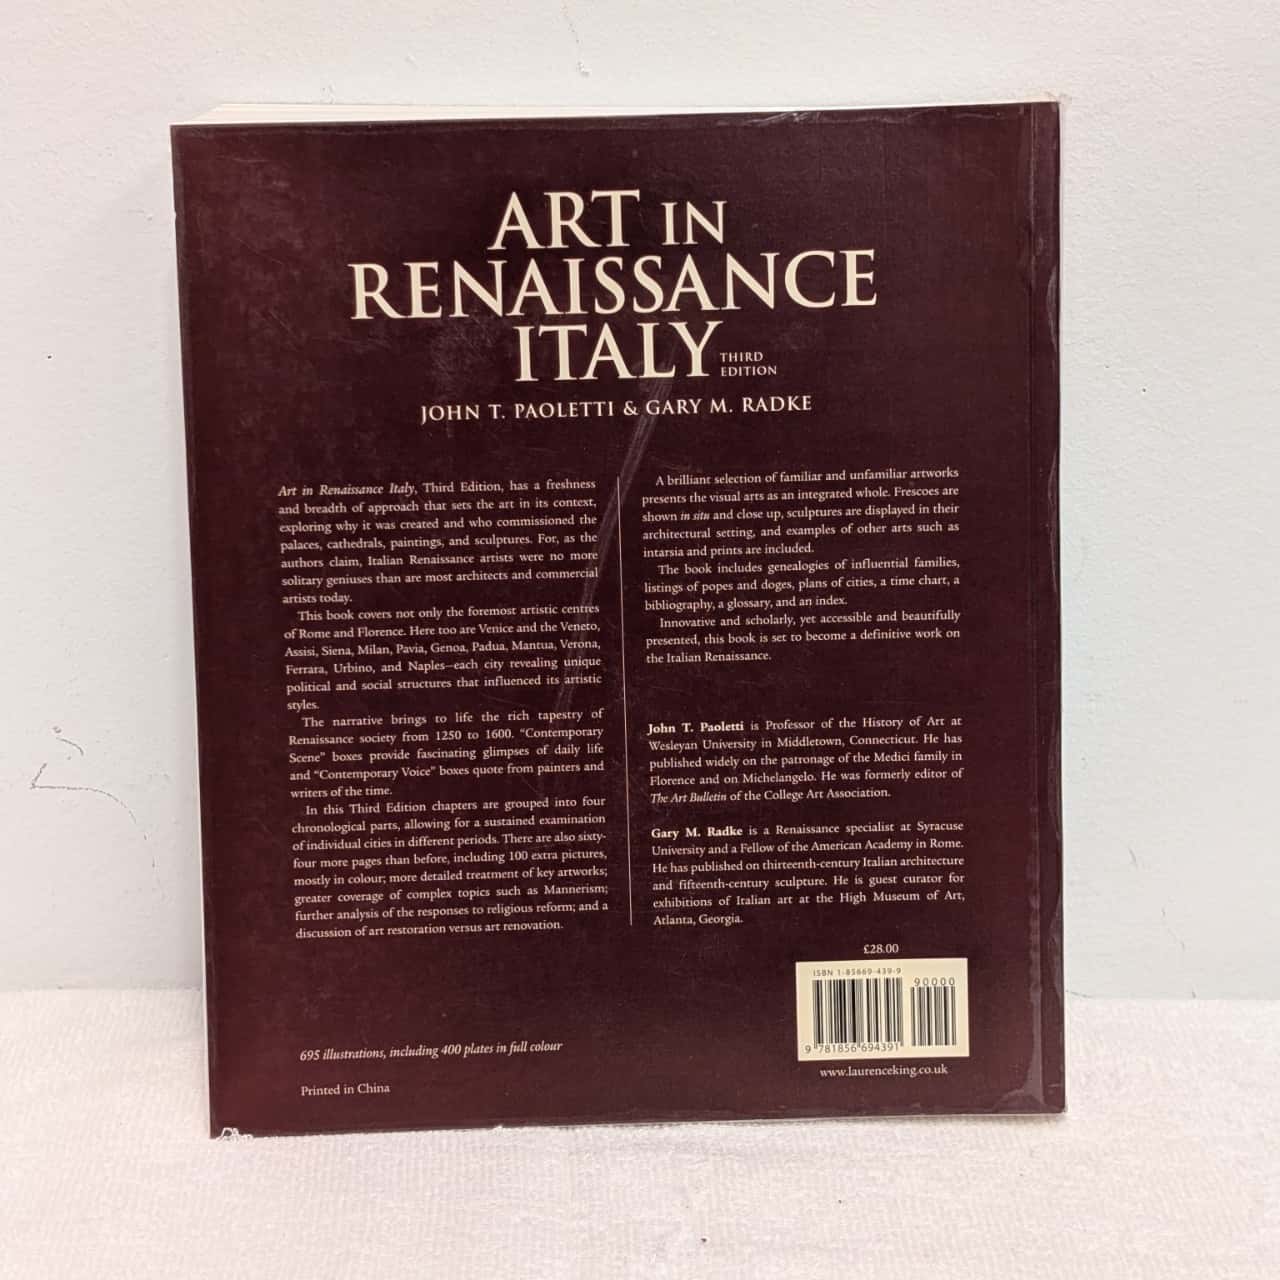 ART IN
RENAISSANCE
ITALY THIRD
EDITION
JOHN T. PAOLETTI & GARY M. RADKE
Art in Renaissance Italy, Third Edition, has a freshness
and breadth of approach that sets the art in its context,
exploring why it was created and who commissioned the
palaces, cathedrals, paintings, and sculptures. For, as the
authors claim, Italian Renaissance artists were no more
solitary geniuses than are most architects and commercial
artists today.
This book covers not only the foremost artistic centres
of Rome and Florence. Here too are Venice and the Veneto,
Assisi, Siena, Milan, Pavia, Genoa, Padua, Mantua, Verona,
Ferrara, Urbino, and Naples—each city revealing unique
political and social structures that influenced its artistic
styles.
The narrative brings to life the rich tapestry of
Renaissance society from 1250 to 1600. “Contemporary
Scene” boxes provide fascinating glimpses of daily life
and “Contemporary Voice” boxes quote from painters and
writers of the time.
In this Third Edition chapters are grouped into four
chronological parts, allowing for a sustained examination
of individual cities in different periods. There are also sixty-
four more pages than before, including 100 extra pictures,
mostly in colour; more detailed treatment of key artworks;
greater coverage of complex topics such as Mannerism;
further analysis of the responses to religious reform; and a
discussion of art restoration versus art renovation.
A brilliant selection of familiar and unfamiliar artworks
presents the visual arts as an integrated whole. Frescoes are
shown in situ and close up, sculptures are displayed in their
architectural setting, and examples of other arts such as
intarsia and prints are included.
The book includes genealogies of influential families,
listings of popes and doges, plans of cities, a time chart, a
bibliography, a glossary, and an index.
Innovative and scholarly, yet accessible and beautifully
presented, this book is set to become a definitive work on
the Italian Renaissance.
John T. Paoletti is Professor of the History of Art at
Wesleyan University in Middletown, Connecticut. He has
published widely on the patronage of the Medici family in
Florence and on Michelangelo. He was formerly editor of
The Art Bulletin of the College Art Association.
Gary M. Radke is a Renaissance specialist at Syracuse
University and a Fellow of the American Academy in Rome.
He has published on thirteenth-century Italian architecture
and fifteenth-century sculpture. He is guest curator for
exhibitions of Italian art at the High Museum of Art,
Atlanta, Georgia.
£28.00
ISBN 1-85669-439-9
90000
9 781856 694391
www.laurenceking.co.uk
695 illustrations, including 400 plates in full colour
Printed in China